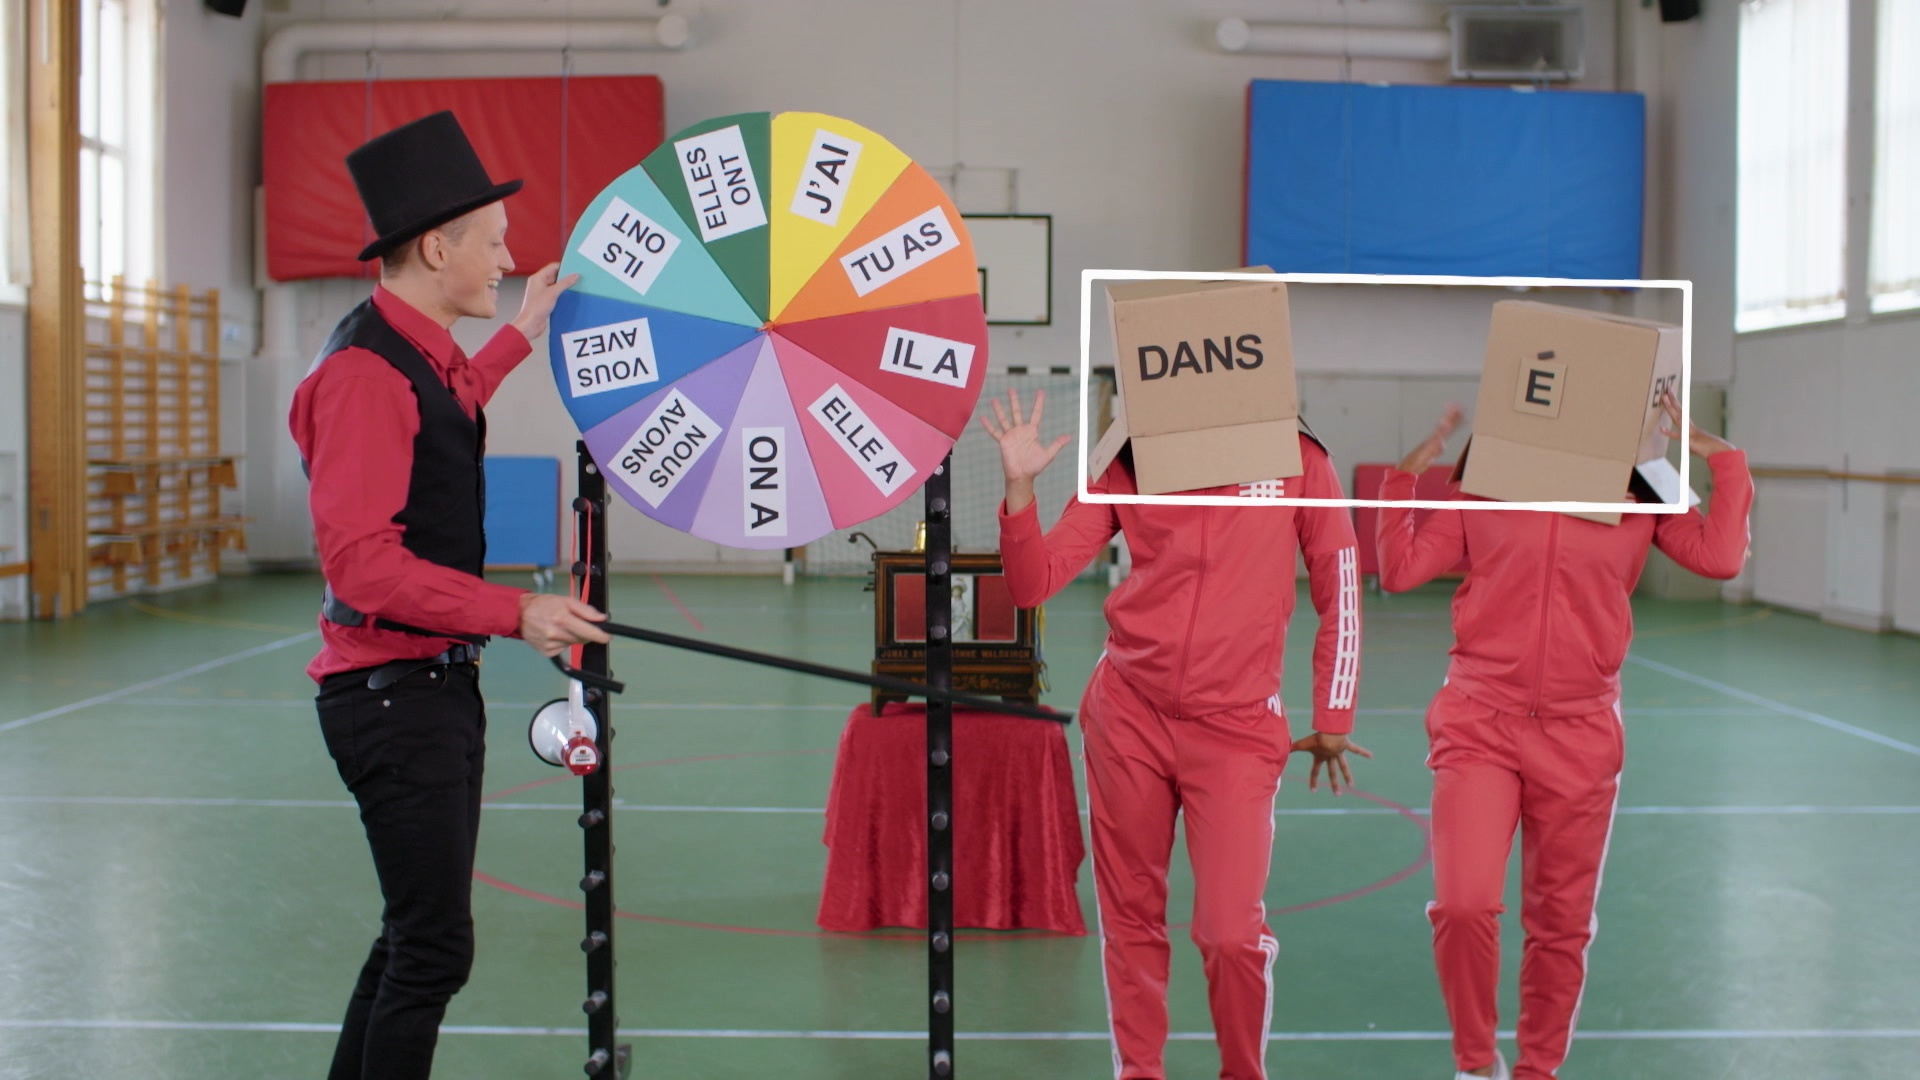 ELLES
ONT
J'AI
TU AS
IL A
ELLE A
ON A
NOUS
AVONS
VOUS
AVEZ
ILS
ONT
DANS
É